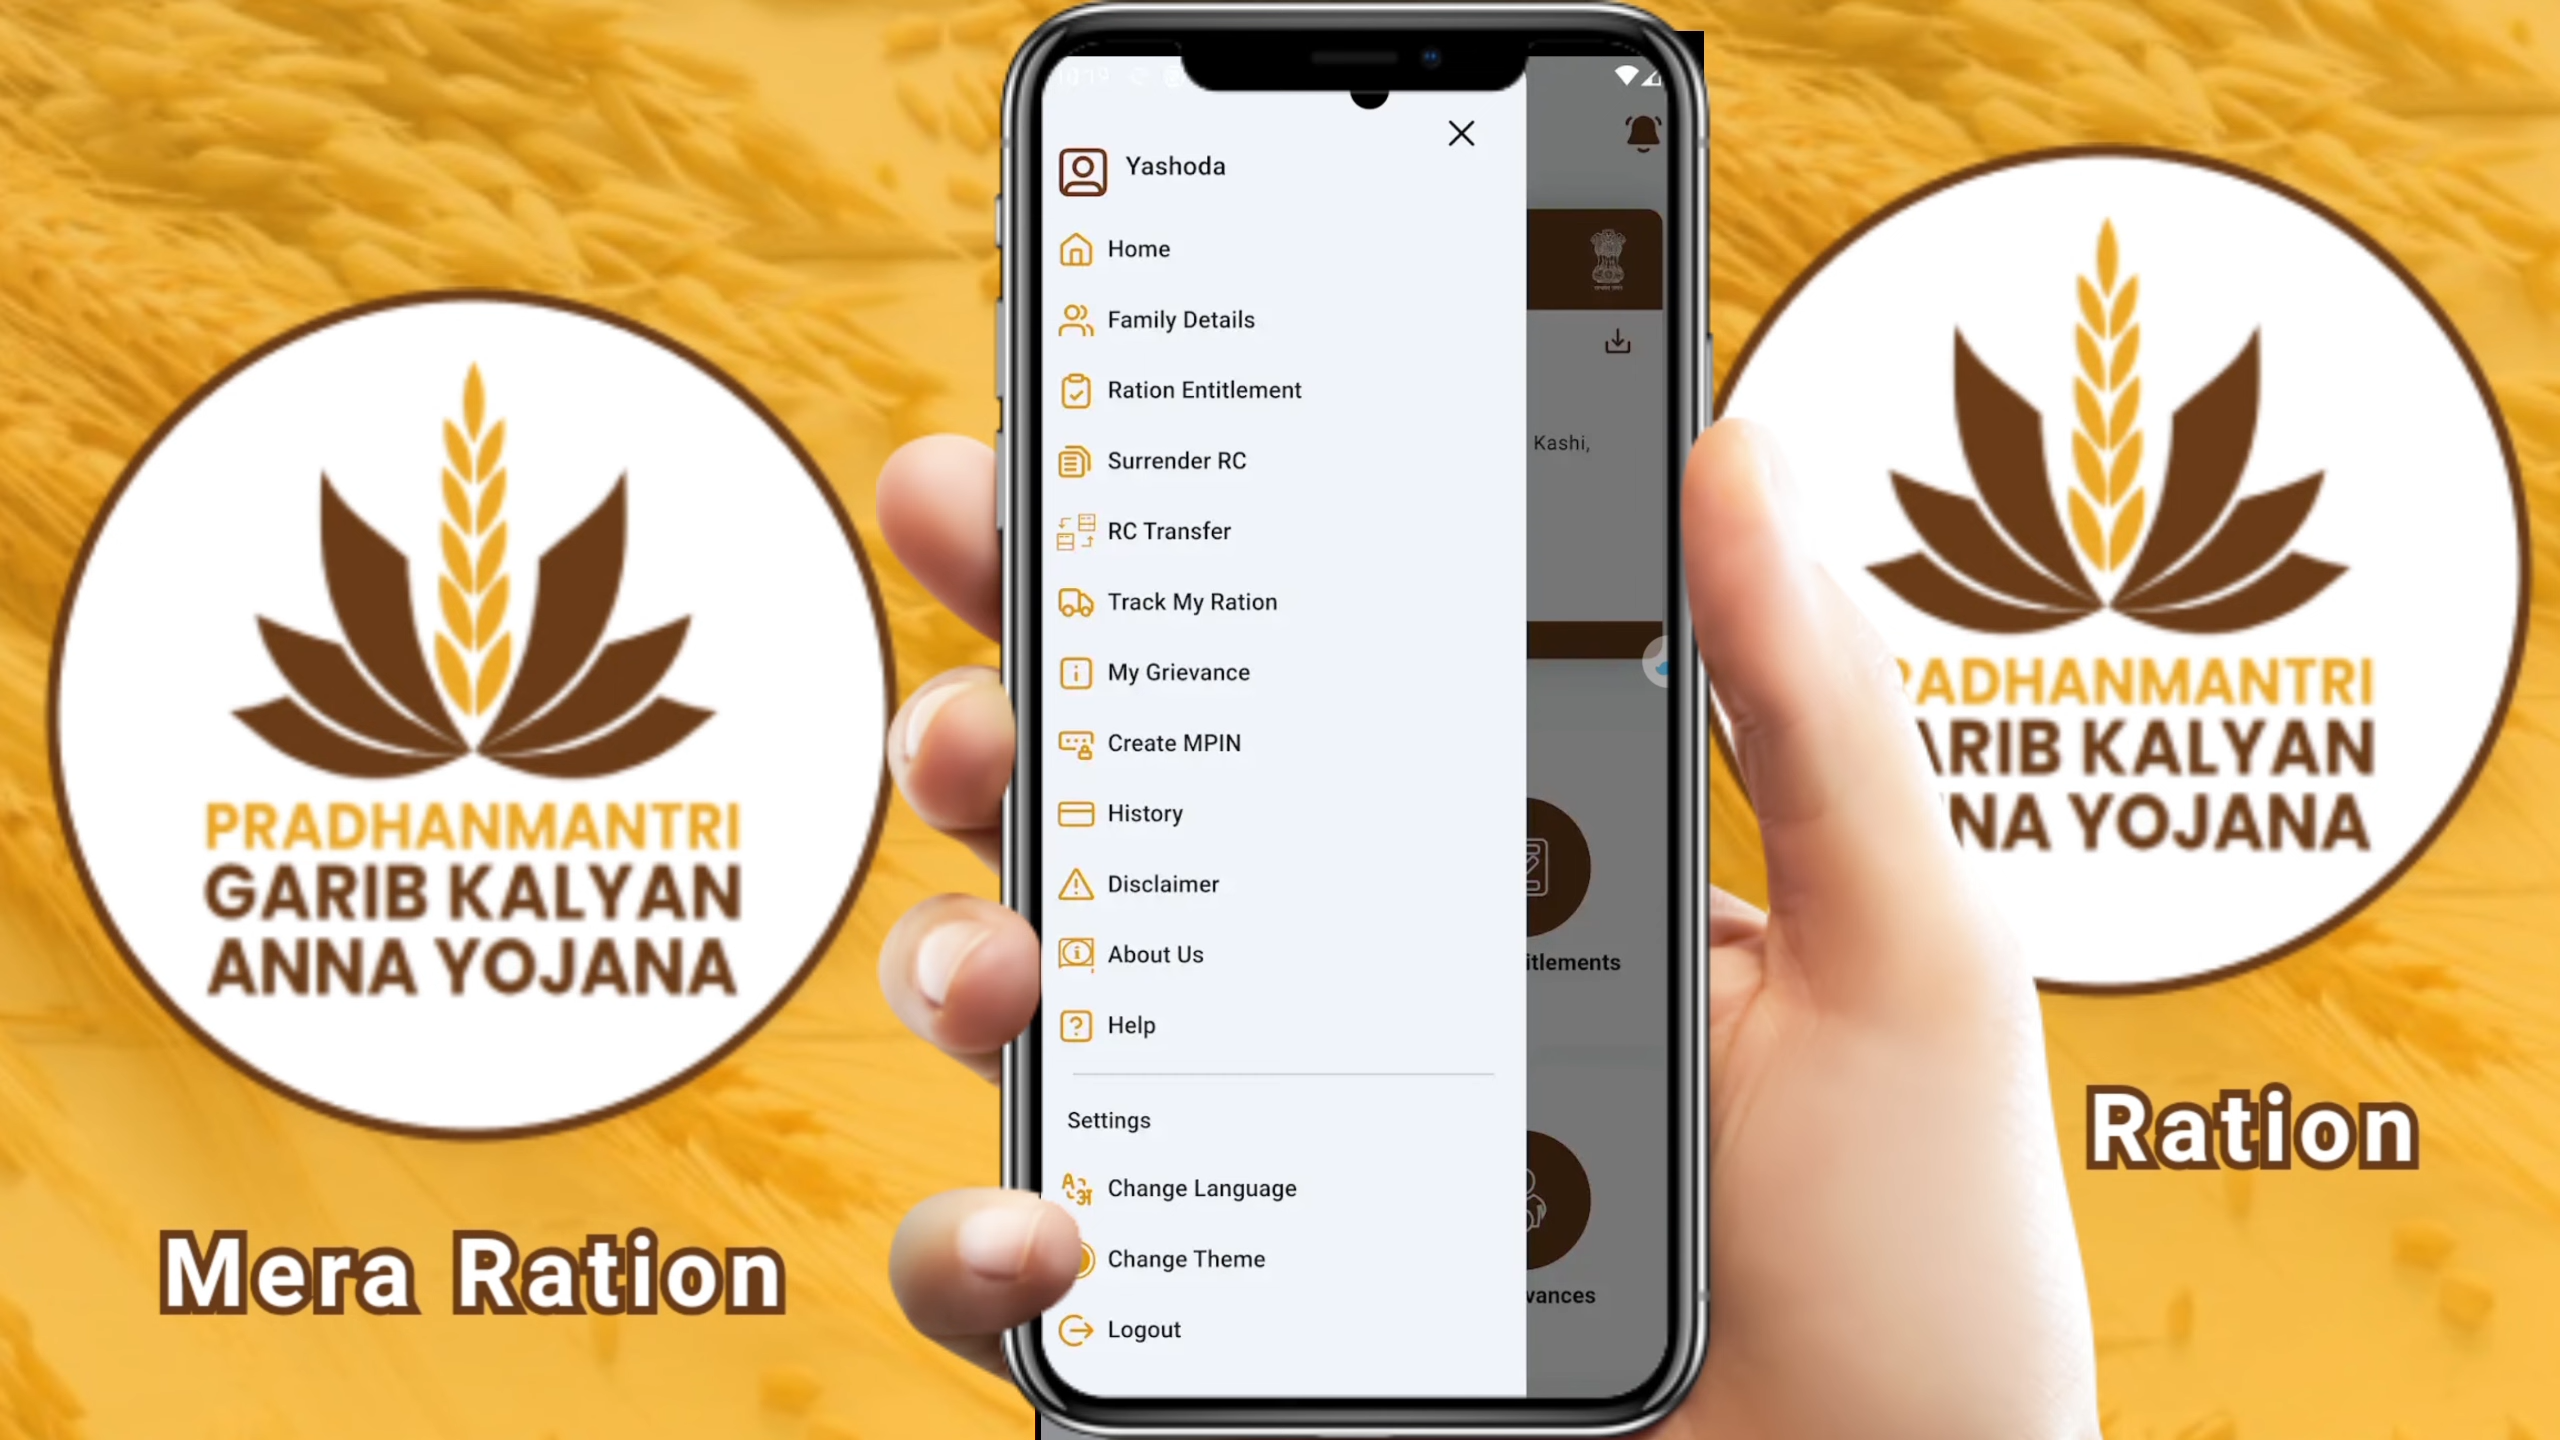 PRADHANMANTRI
GARIB KALYAN
ANNA YOJANA
Mera Ration
Yashoda
Home
Family Details
Ration Entitlement
Surrender RC
RC Transfer
Track My Ration
My Grievance
Create MPIN
History
Disclaimer
About Us
Help
Settings
Change Language
Change Theme
Logout
Kashi,
itlements
vances
ADHANMANTRI
ARIB KALYAN
NNA YOJANA
Ration